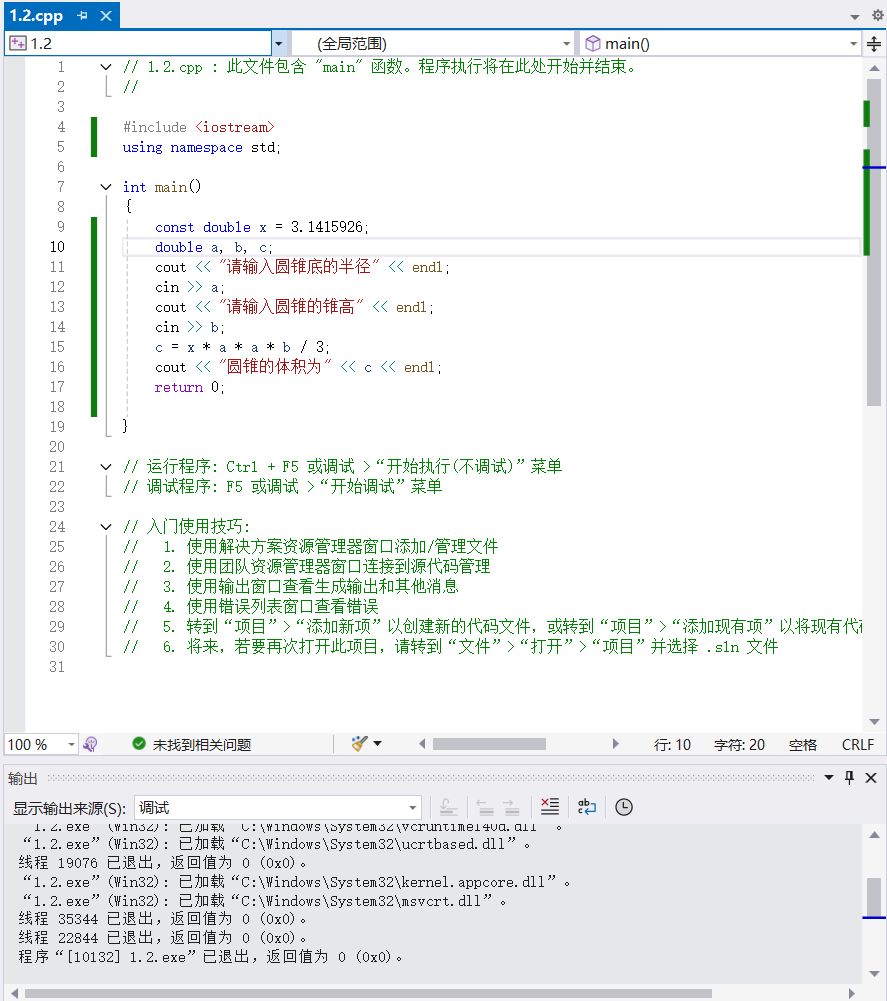 1.2.cpp
1.2 (全局范围) main()
1 // 1.2.cpp : 此文件包含 "main" 函数。程序执行将在此处开始并结束。
2 //
3
4 #include <iostream>
5 using namespace std;
6
7 int main()
8 {
9 const double x = 3.1415926;
10 double a, b, c;
11 cout << "请输入圆锥底的半径" << endl;
12 cin >> a;
13 cout << "请输入圆锥的锥高" << endl;
14 cin >> b;
15 c = x * a * a * b / 3;
16 cout << "圆锥的体积为" << c << endl;
17 return 0;
18
19 }
20
21 // 运行程序: Ctrl + F5 或调试 >“开始执行(不调试)”菜单
22 // 调试程序: F5 或调试 >“开始调试”菜单
23
24 // 入门使用技巧:
25 // 1. 使用解决方案资源管理器窗口添加/管理文件
26 // 2. 使用团队资源管理器窗口连接到源代码管理
27 // 3. 使用输出窗口查看生成输出和其他消息
28 // 4. 使用错误列表窗口查看错误
29 // 5. 转到“项目”>“添加新项”以创建新的代码文件，或转到“项目”>“添加现有项”以将现有代
30 // 6. 将来，若要再次打开此项目，请转到“文件”>“打开”>“项目”并选择 .sln 文件
31
100 % 未找到相关问题 行: 10 字符: 20 空格 CRLF
输出
显示输出来源(S): 调试
“1.2.exe”(Win32): 已加载“C:\Windows\System32\vcruntime140d.dll”。
“1.2.exe”(Win32): 已加载“C:\Windows\System32\ucrtbased.dll”。
线程 19076 已退出，返回值为 0 (0x0)。
“1.2.exe”(Win32): 已加载“C:\Windows\System32\kernel.appcore.dll”。
“1.2.exe”(Win32): 已加载“C:\Windows\System32\msvcrt.dll”。
线程 35344 已退出，返回值为 0 (0x0)。
线程 22844 已退出，返回值为 0 (0x0)。
程序“[10132] 1.2.exe”已退出，返回值为 0 (0x0)。